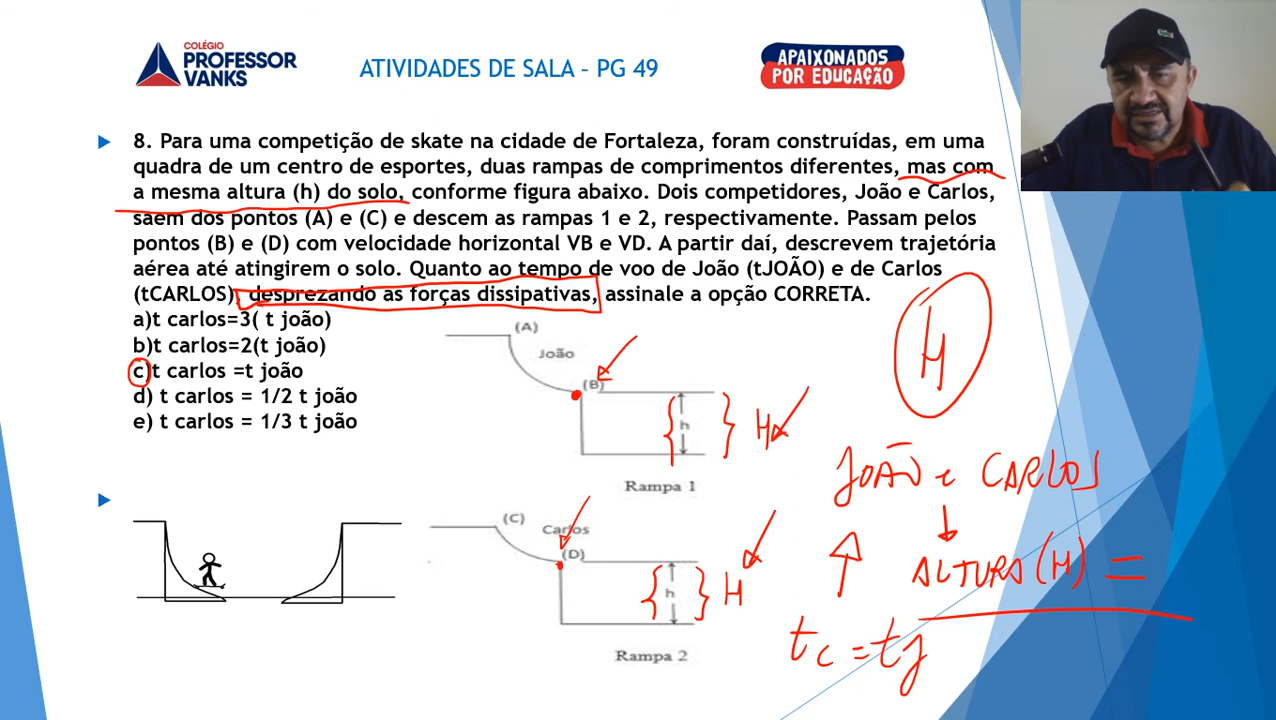 COLÉGIO
PROFESSOR
VANKS
ATIVIDADES DE SALA – PG 49
APAIXONADOS
POR EDUCAÇÃO
8. Para uma competição de skate na cidade de Fortaleza, foram construídas, em uma
quadra de um centro de esportes, duas rampas de comprimentos diferentes, mas com
a mesma altura (h) do solo, conforme figura abaixo. Dois competidores, João e Carlos,
saem dos pontos (A) e (C) e descem as rampas 1 e 2, respectivamente. Passam pelos
pontos (B) e (D) com velocidade horizontal VB e VD. A partir daí, descrevem trajetória
aérea até atingirem o solo. Quanto ao tempo de voo de João (tJOÃO) e de Carlos
(tCARLOS), desprezando as forças dissipativas, assinale a opção CORRETA.
a)t carlos=3( t joão)
b)t carlos=2(t joão)
c)t carlos =t joão
d) t carlos = 1/2 t joão
e) t carlos = 1/3 t joão
(A)
João
(B)
h
H
Rampa 1
(C)
Carlos
(D)
h
H
Rampa 2
H
JOÃO e CARLOS
ALTURA (H) =
tc = tj